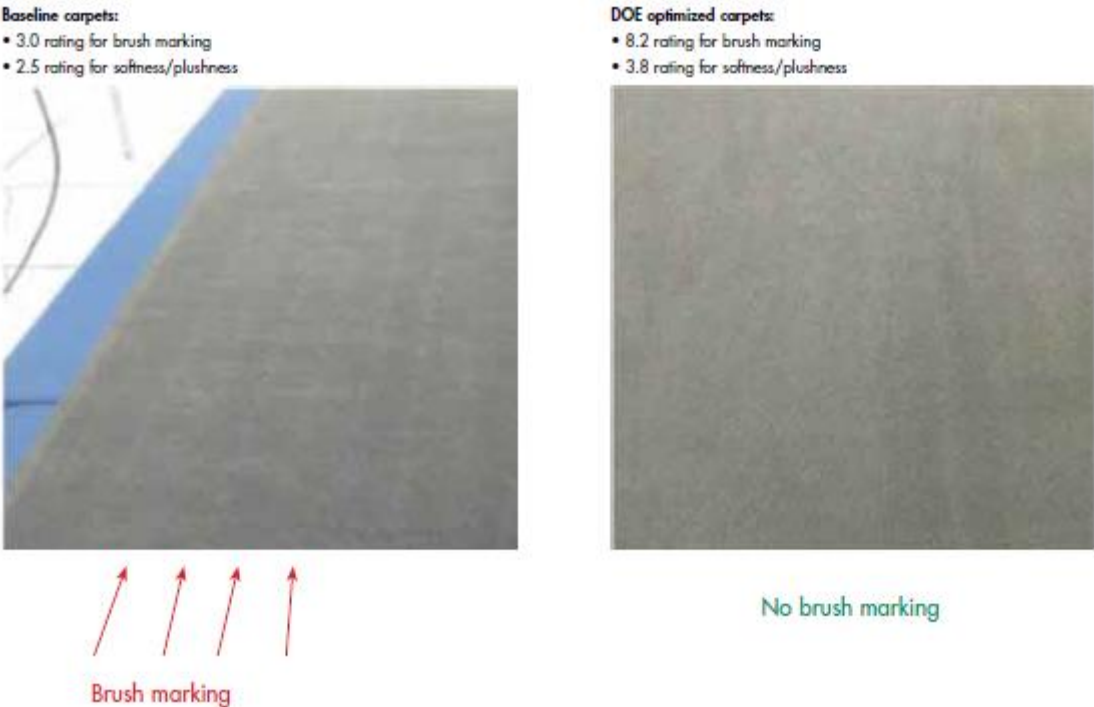 Baseline carpets:
• 3.0 rating for brush marking
• 2.5 rating for softness/plushness
DOE optimized carpets:
• 8.2 rating for brush marking
• 3.8 rating for softness/plushness
No brush marking
Brush marking